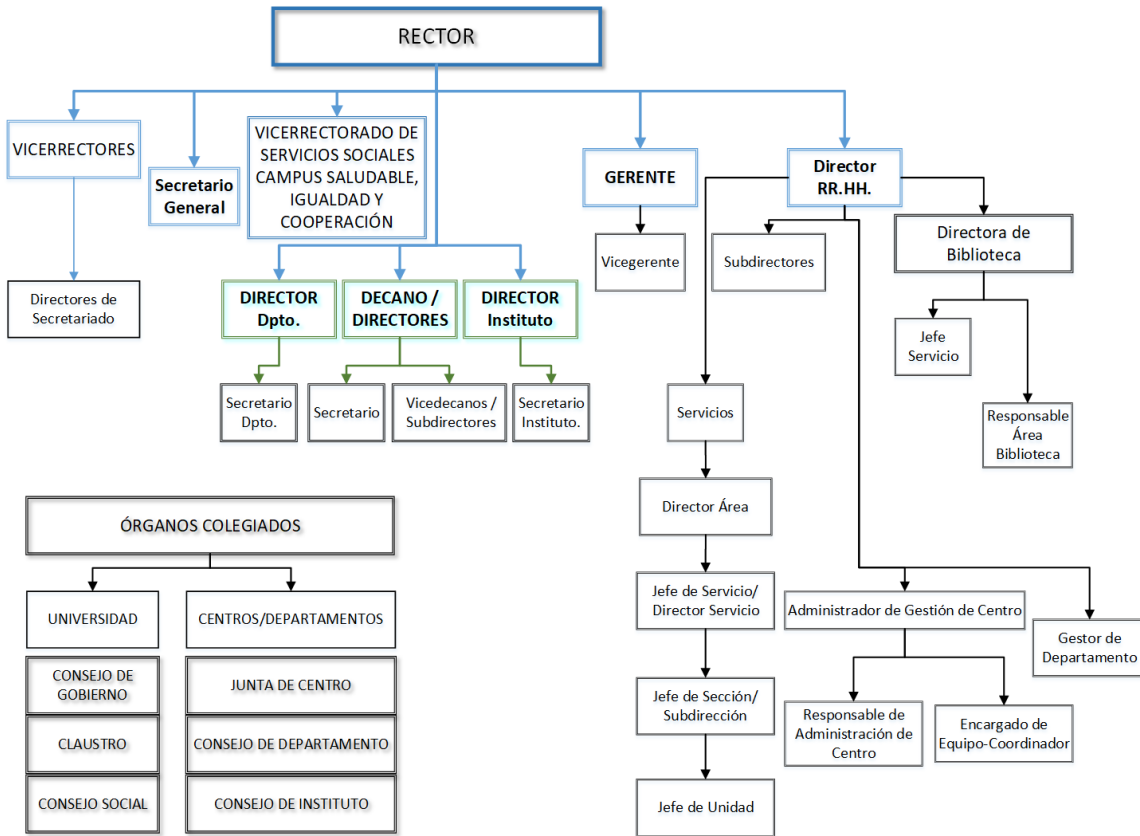 RECTOR
VICERRECTORES
Secretario
General
VICERRECTORADO DE
SERVICIOS SOCIALES
CAMPUS SALUDABLE,
IGUALDAD Y
COOPERACIÓN
GERENTE
Director
RR.HH.
Directores de
Secretariado
Vicegerente
Subdirectores
Directora de
Biblioteca
DIRECTOR
Dpto.
DECANO /
DIRECTORES
DIRECTOR
Instituto
Jefe
Servicio
Secretario
Dpto.
Secretario
Vicedecanos /
Subdirectores
Secretario
Instituto.
Servicios
Responsable
Área
Biblioteca
Director Área
Jefe de Servicio/
Director Servicio
Administrador de Gestión de Centro
Gestor de
Departamento
Jefe de Sección/
Subdirección
Responsable de
Administración de
Centro
Encargado de
Equipo-Coordinador
Jefe de Unidad
ÓRGANOS COLEGIADOS
UNIVERSIDAD
CENTROS/DEPARTAMENTOS
CONSEJO DE
GOBIERNO
JUNTA DE CENTRO
CLAUSTRO
CONSEJO DE DEPARTAMENTO
CONSEJO SOCIAL
CONSEJO DE INSTITUTO